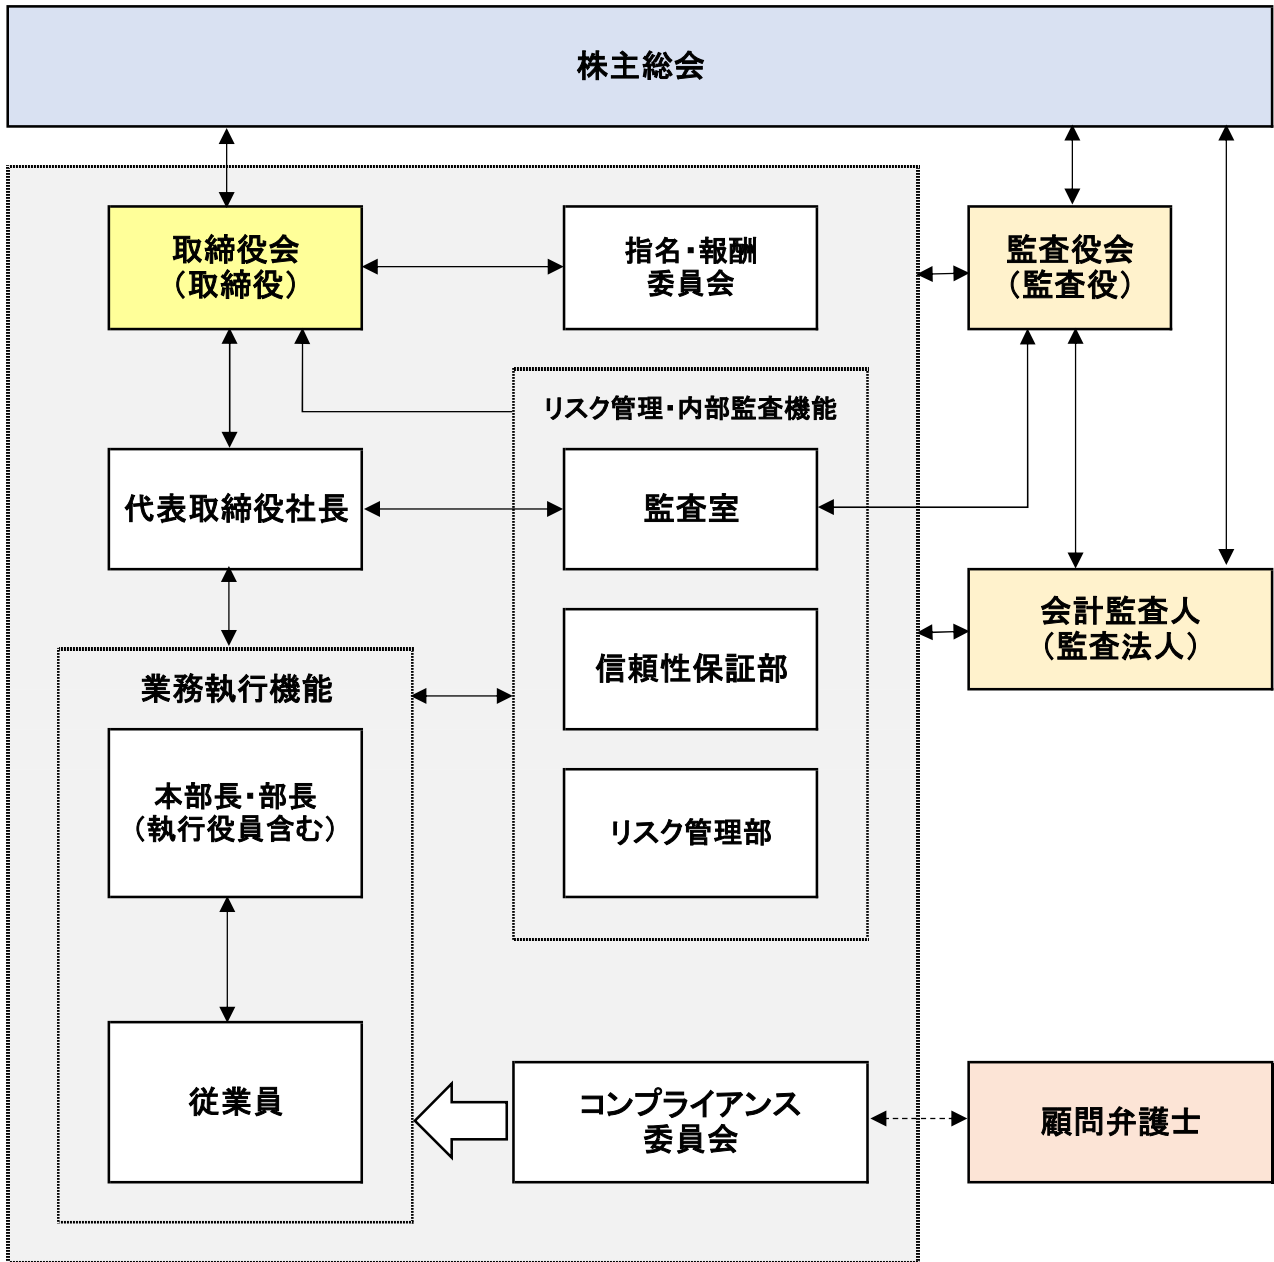 株主総会
取締役会
（取締役）
指名・報酬
委員会
監査役会
（監査役）
リスク管理・内部監査機能
代表取締役社長
監査室
会計監査人
（監査法人）
信頼性保証部
業務執行機能
本部長・部長
（執行役員含む）
リスク管理部
従業員
コンプライアンス
委員会
顧問弁護士